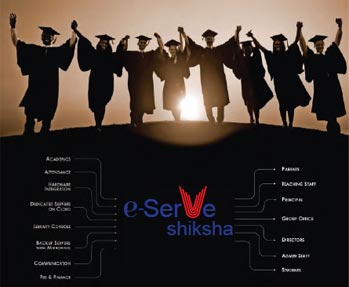 Academics
Attendance
Hardware
Integration
Dedicated Servers
on Cloud
Library Console
Backup Servers
with Mirroring
Communication
Fee & Finance
e-Serve
shiksha
Parents
Teaching Staff
Principal
Group Office
Directors
Admin Staff
Students